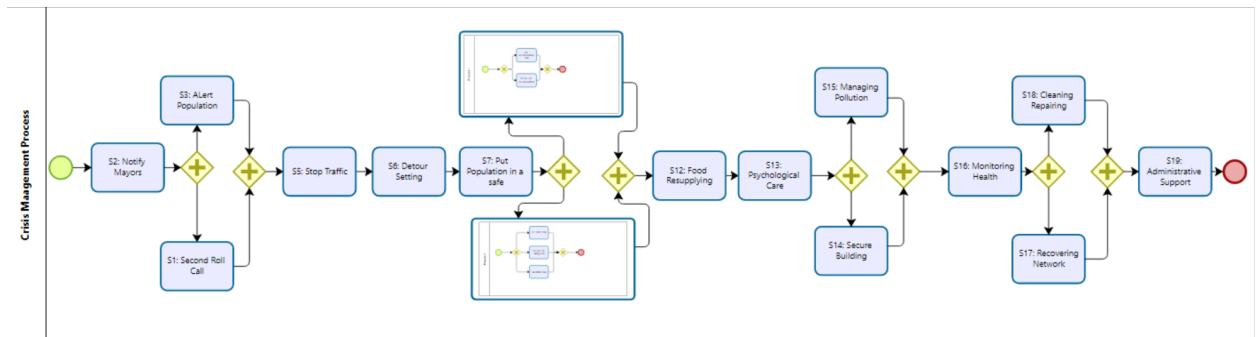 Crisis Management Process
S2: Notify
Mayors
S3: ALert
Population
S1: Second Roll
Call
S5: Stop Traffic
S6: Detour
Setting
S7: Put
Population in a
safe
S12: Food
Resupplying
S13:
Psychological
Care
S15: Managing
Pollution
S14: Secure
Building
S16: Monitoring
Health
S18: Cleaning
Repairing
S17: Recovering
Network
S19:
Administrative
Support